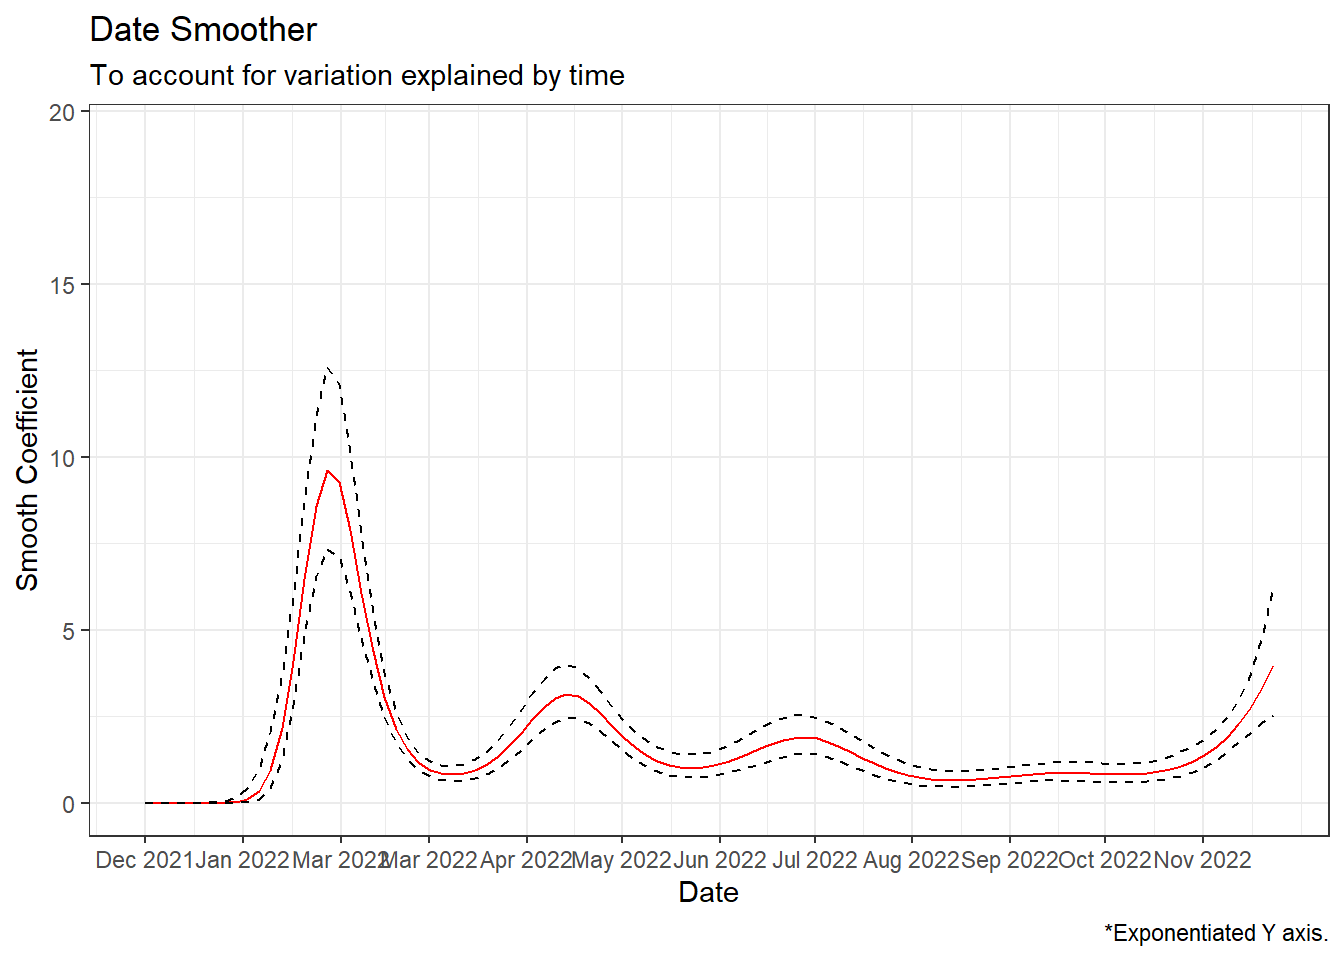 Date Smoother
To account for variation explained by time
20
15
10
5
0
Smooth Coefficient
Dec 2021 Jan 2022 Mar 2022 Mar 2022 Apr 2022 May 2022 Jun 2022 Jul 2022 Aug 2022 Sep 2022 Oct 2022 Nov 2022
Date
*Exponentiated Y axis.